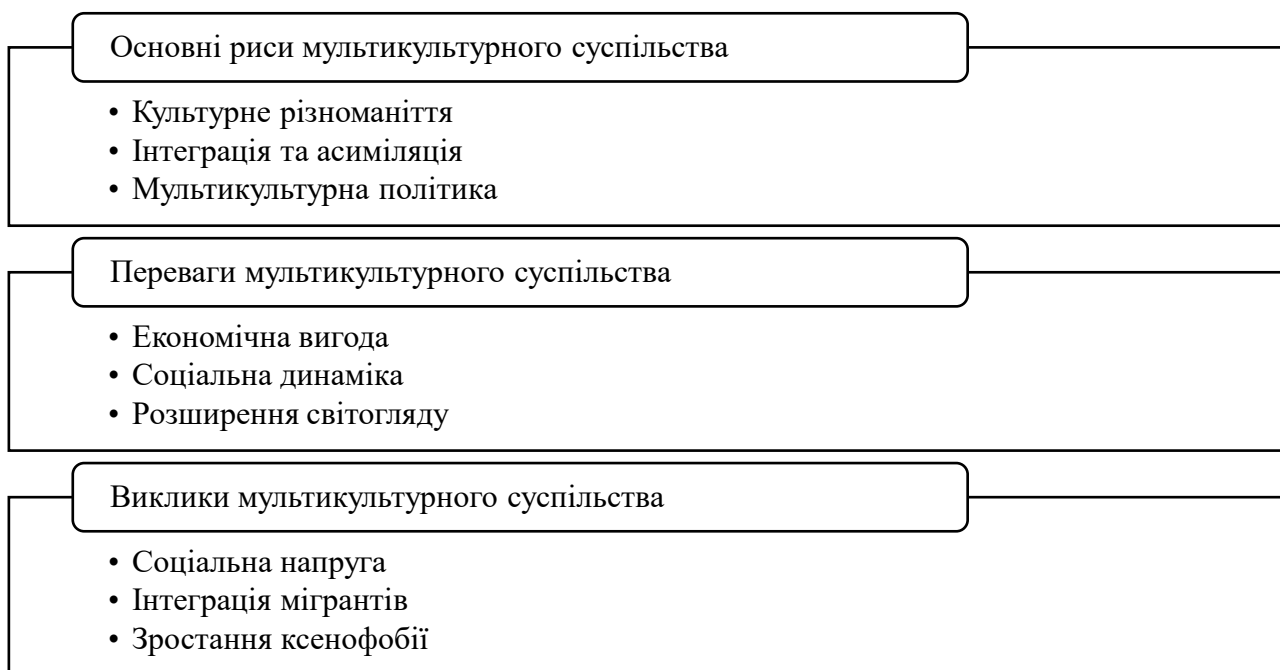 Основні риси мультикультурного суспільства
• Культурне різноманіття
• Інтеграція та асиміляція
• Мультикультурна політика
Переваги мультикультурного суспільства
• Економічна вигода
• Соціальна динаміка
• Розширення світогляду
Виклики мультикультурного суспільства
• Соціальна напруга
• Інтеграція мігрантів
• Зростання ксенофобії